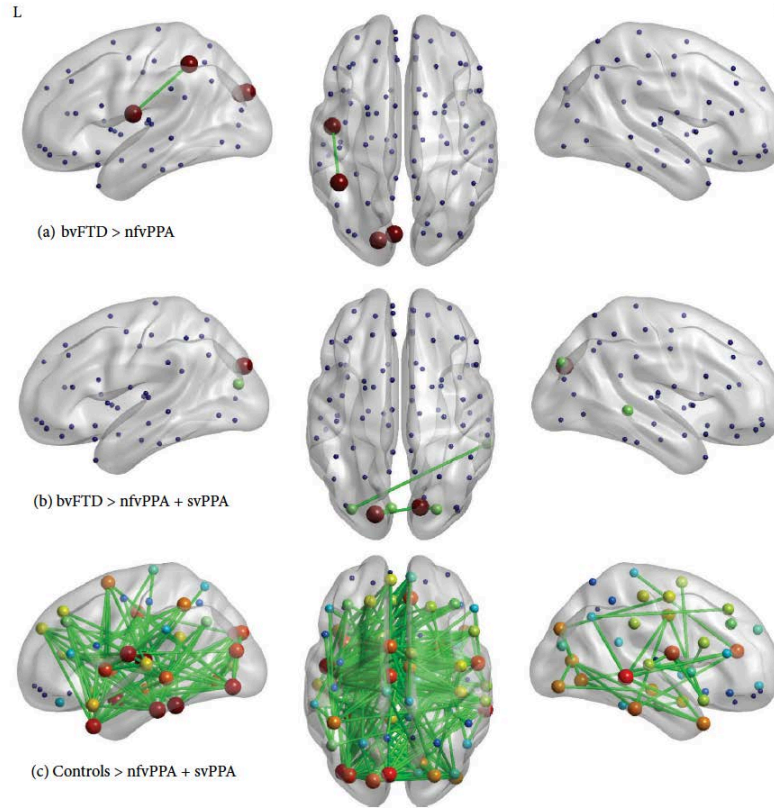 L
(a) bvFTD > nfvPPA
(b) bvFTD > nfvPPA + svPPA
(c) Controls > nfvPPA + svPPA